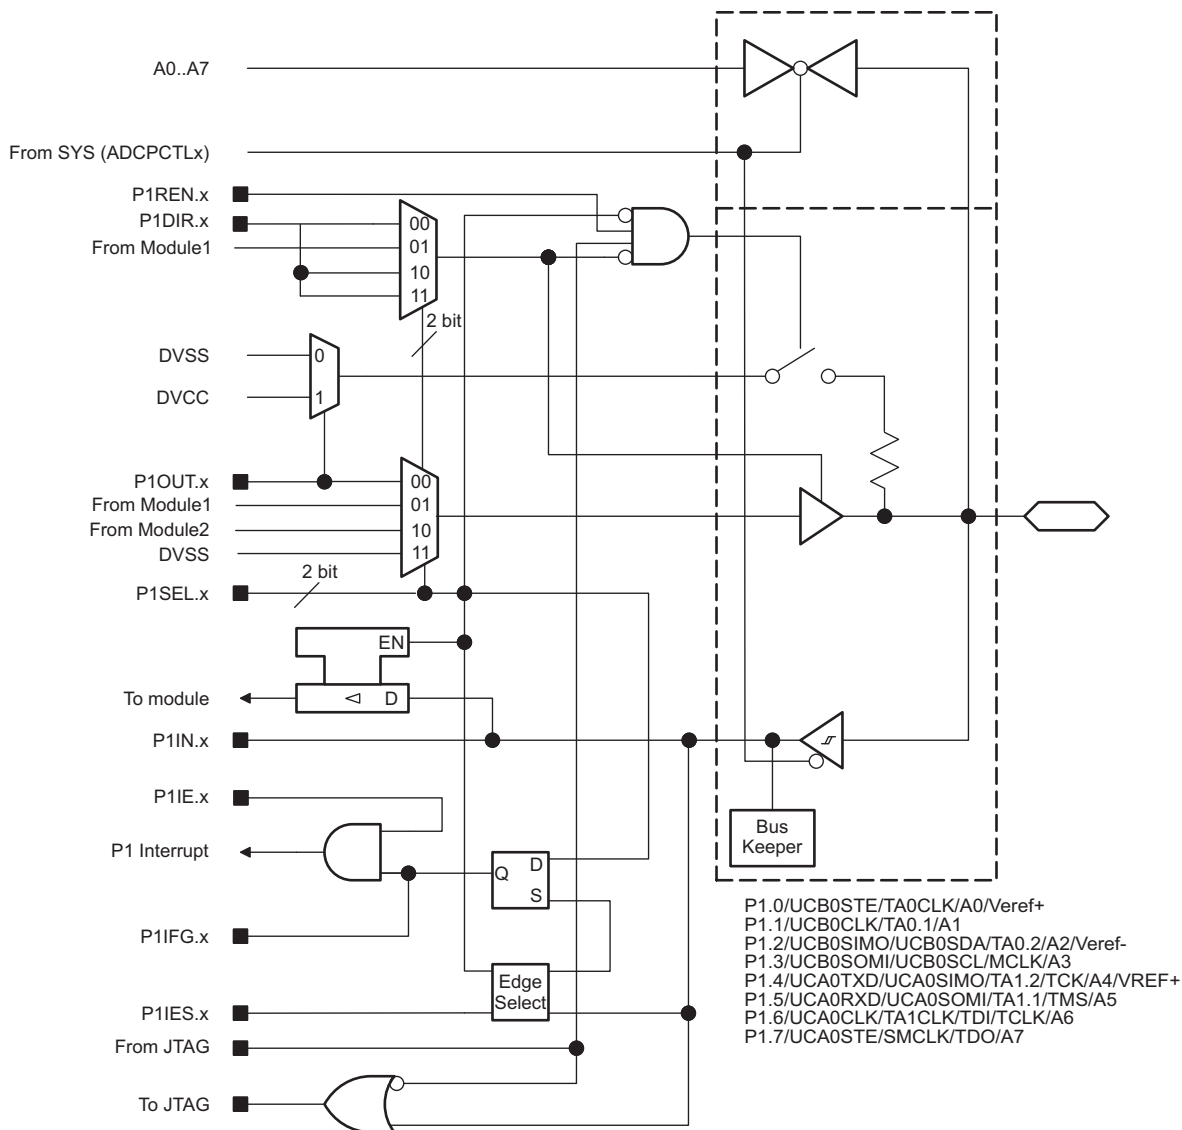 A0..A7
From SYS (ADCPCTLx)
P1REN.x
P1DIR.x
From Module1
00
01
10
11
2 bit
DVSS
DVCC
0
1
P1OUT.x
From Module1
From Module2
DVSS
00
01
10
11
P1SEL.x
2 bit
EN
D
To module
P1IN.x
P1IE.x
P1 Interrupt
Q
D
S
Bus
Keeper
P1IFG.x
Edge
Select
P1IES.x
From JTAG
To JTAG
P1.0/UCB0STE/TA0CLK/A0/Veref+
P1.1/UCB0CLK/TA0.1/A1
P1.2/UCB0SIMO/UCB0SDA/TA0.2/A2/Veref-
P1.3/UCB0SOMI/UCB0SCL/MCLK/A3
P1.4/UCA0TXD/UCA0SIMO/TA1.2/TCK/A4/VREF+
P1.5/UCA0RXD/UCA0SOMI/TA1.1/TMS/A5
P1.6/UCA0CLK/TA1CLK/TDI/TCLK/A6
P1.7/UCA0STE/SMCLK/TDO/A7